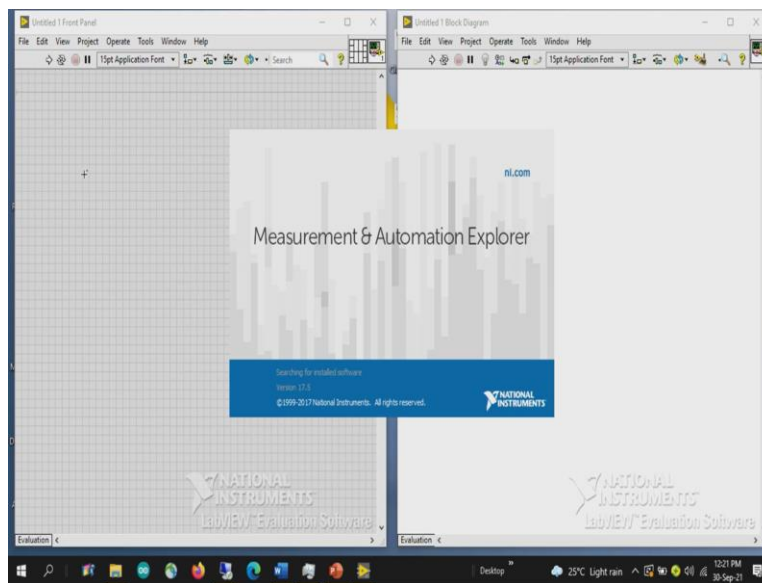 Untitled 1 Front Panel
File Edit View Project Operate Tools Window Help
15pt Application Font
Search
Untitled 1 Block Diagram
File Edit View Project Operate Tools Window Help
15pt Application Font
ni.com
Measurement & Automation Explorer
Searching for installed software
Version 17.5
©1999-2017 National Instruments. All rights reserved.
NATIONAL
INSTRUMENTS
NATIONAL
INSTRUMENTS
LabVIEW™ Evaluation Software
NATIONAL
INSTRUMENTS
LabVIEW™ Evaluation Software
Evaluation
Evaluation
Desktop
25°C Light rain
12:21 PM
30-Sep-21